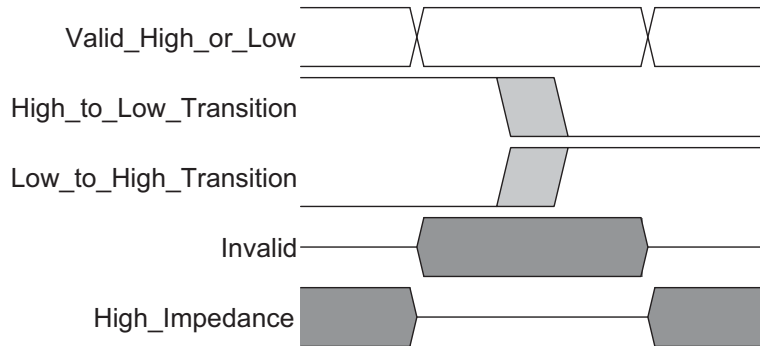 Valid_High_or_Low
High_to_Low_Transition
Low_to_High_Transition
Invalid
High_Impedance